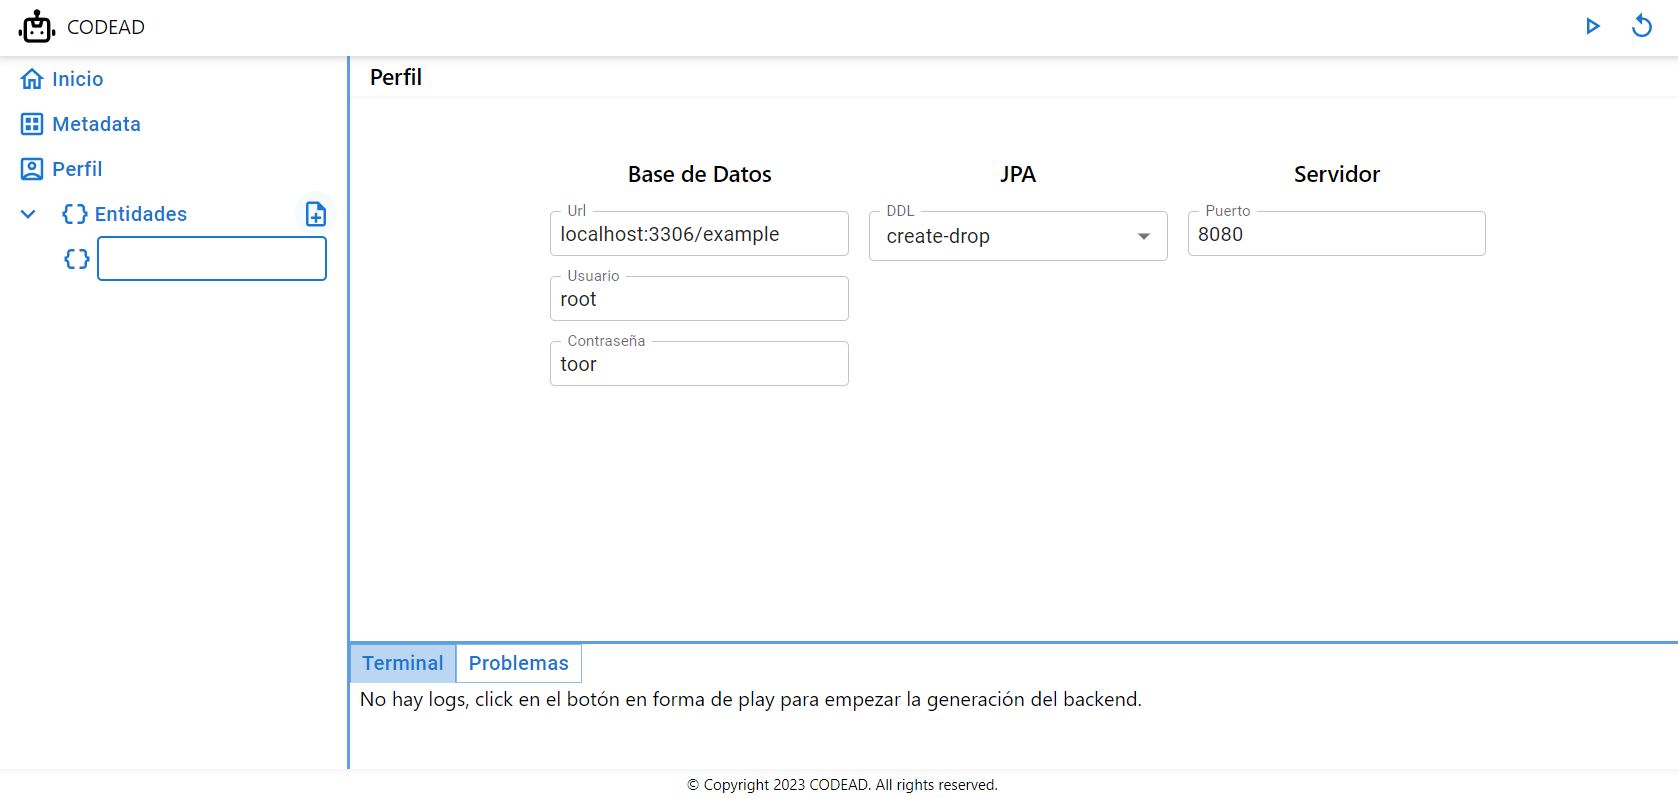 CODEAD
Inicio
Metadata
Perfil
Entidades
Perfil
Base de Datos
Url
localhost:3306/example
Usuario
root
Contraseña
toor
JPA
DDL
create-drop
Servidor
Puerto
8080
Terminal
Problemas
No hay logs, click en el botón en forma de play para empezar la generación del backend.
© Copyright 2023 CODEAD. All rights reserved.